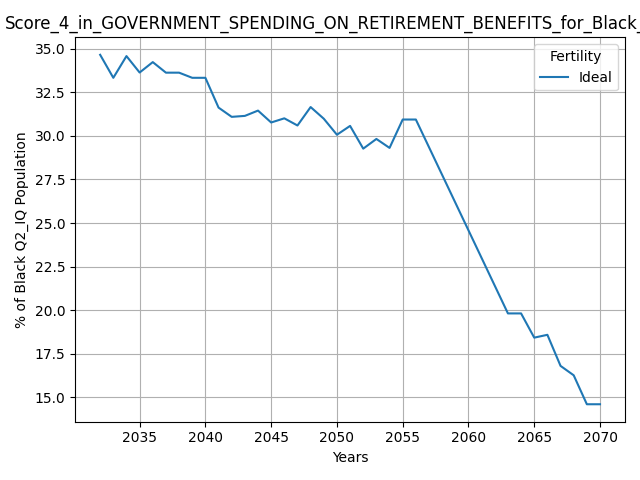 Score_4_in_GOVERNMENT_SPENDING_ON_RETIREMENT_BENEFITS_for_Black_
Fertility
Ideal
35.0
32.5
30.0
27.5
25.0
22.5
20.0
17.5
15.0
% of Black Q2_IQ Population
2035 2040 2045 2050 2055 2060 2065 2070
Years